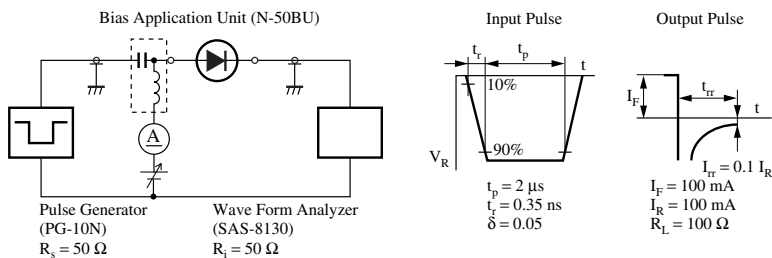 Bias Application Unit (N-50BU)
A
Pulse Generator
(PG-10N)
R_s = 50 Ω
Wave Form Analyzer
(SAS-8130)
R_i = 50 Ω
Input Pulse
t_r t_p t
10%
90%
V_R
t_p = 2 μs
t_r = 0.35 ns
δ = 0.05
Output Pulse
I_F t_rr t
I_rr = 0.1 I_R
I_F = 100 mA
I_R = 100 mA
R_L = 100 Ω